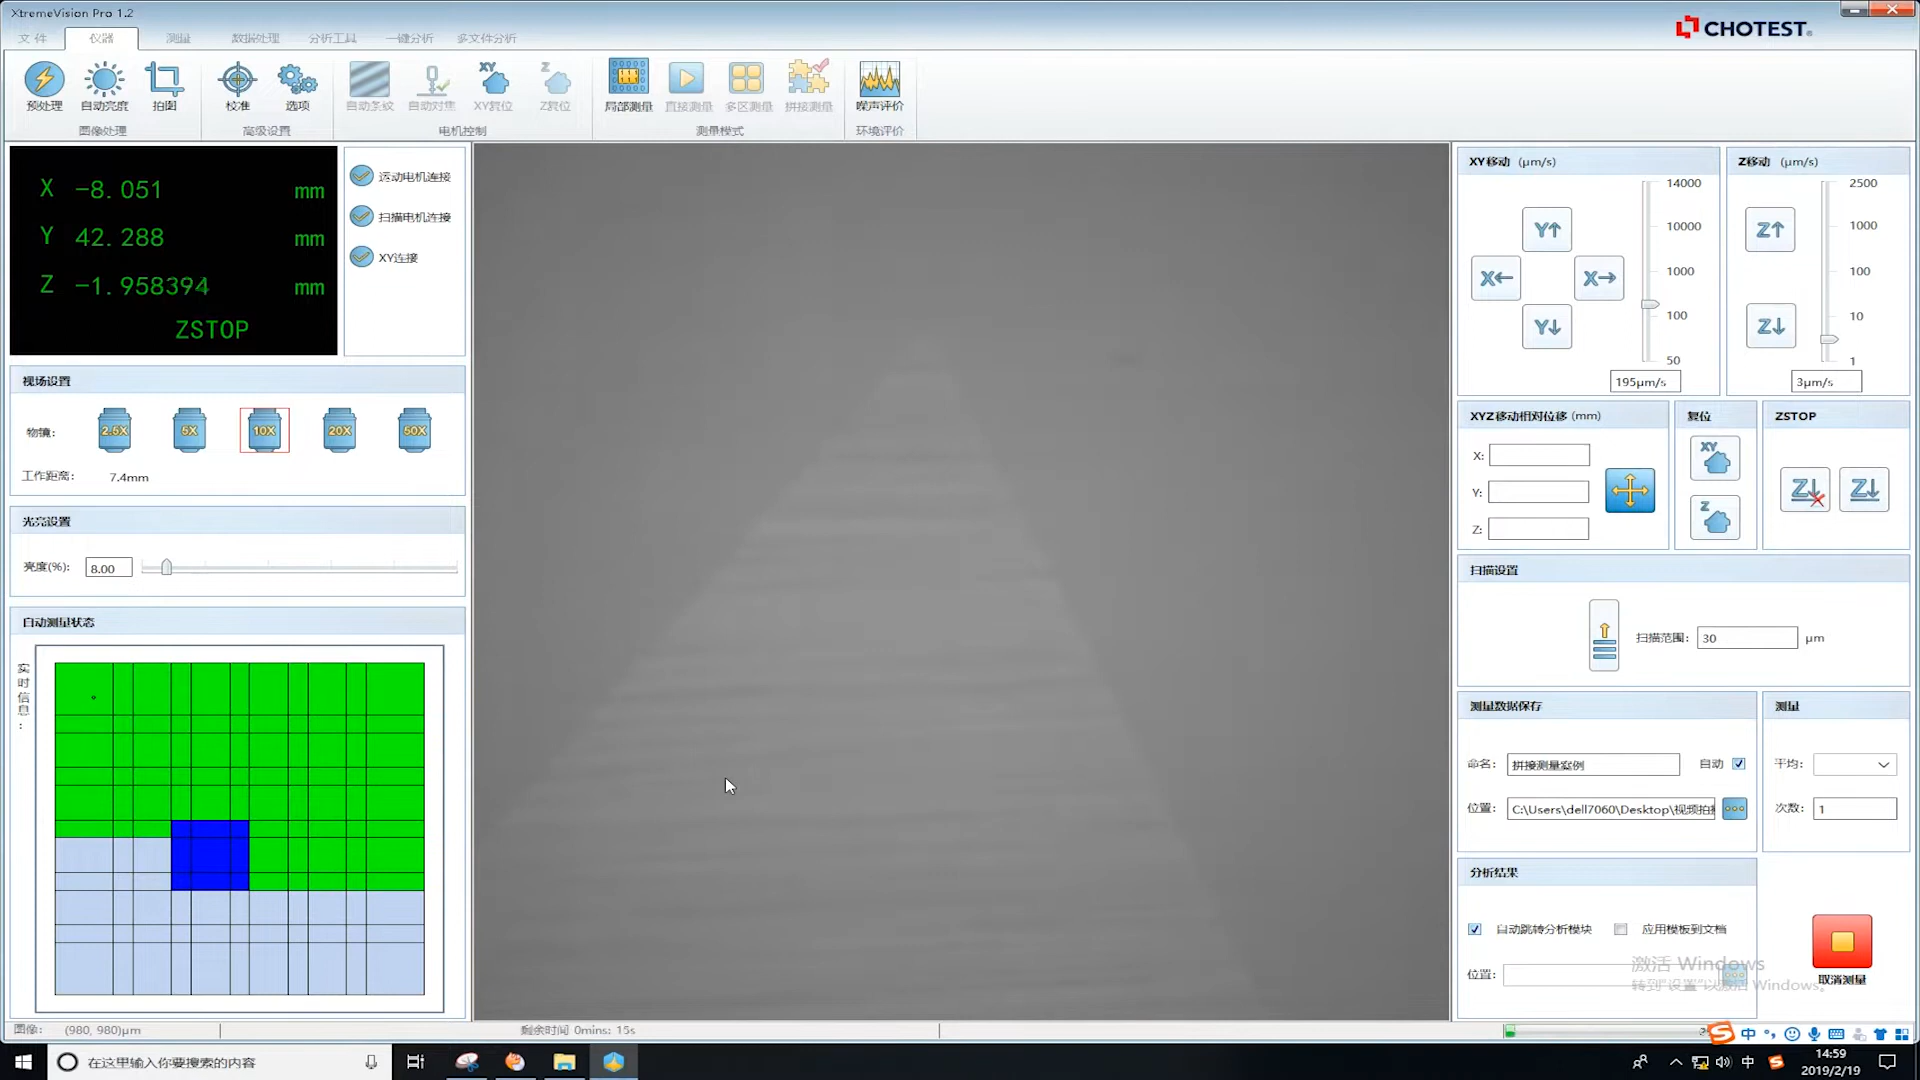 XtremeVision Pro 1.2
CHOTEST
文件 仪器 测量 数据处理 分析工具 一键分析 多文件分析
预处理 自动亮度 拍图 校准 选项 自动条纹 自动对焦 XY复位 Z复位 局部测量 直接测量 多区测量 拼接测量 噪声评价
图像处理 高级设置 电机控制 测量模式 环境评价
X -8.051 mm
Y 42.288 mm
Z -1.958394 mm
ZSTOP
运动电机连接
扫描电机连接
XY连接
视场设置
物镜: 2.5X 5X 10X 20X 50X
工作距离: 7.4mm
光亮设置
亮度(%): 8.00
自动测量状态
实时信息:
XY移动 (μm/s)
Y↑
X← X→
Y↓
14000
10000
1000
100
50
195μm/s
Z移动 (μm/s)
Z↑
Z↓
2500
1000
100
10
1
3μm/s
XYZ移动相对位移 (mm)
X:
Y:
Z:
复位
XY
Z
ZSTOP
Z↓ Z↓
扫描设置
扫描范围: 30 μm
测量数据保存
命名: 拼接测量案例 自动
位置: C:\Users\dell7060\Desktop\视频拍
测量
平均:
次数: 1
分析结果
自动跳转分析模块 应用模板到文档
位置:
取消测量
激活 Windows
转到"设置"以激活 Windows。
图像: (980, 980)μm 剩余时间 0mins: 15s
中
在这里输入你要搜索的内容
中 14:59
2019/2/19